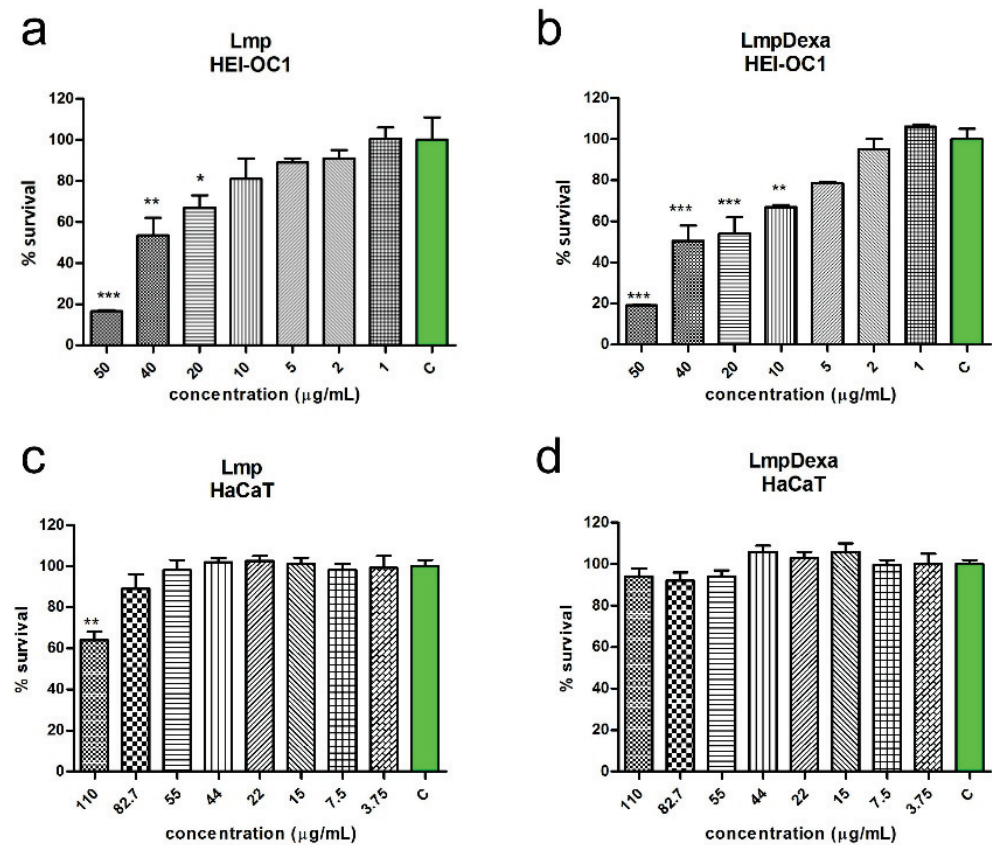 a
Lmp
HEI-OC1
% survival
120
100
80
60
40
20
0
***
**
*
50
40
20
10
5
2
1
C
concentration (μg/mL)
b
LmpDexa
HEI-OC1
% survival
120
100
80
60
40
20
0
***
***
***
**
50
40
20
10
5
2
1
C
concentration (μg/mL)
c
Lmp
HaCaT
% survival
120
100
80
60
40
20
0
**
110
82.7
55
44
22
15
7.5
3.75
C
concentration (μg/mL)
d
LmpDexa
HaCaT
% survival
120
100
80
60
40
20
0
110
82.7
55
44
22
15
7.5
3.75
C
concentration (μg/mL)